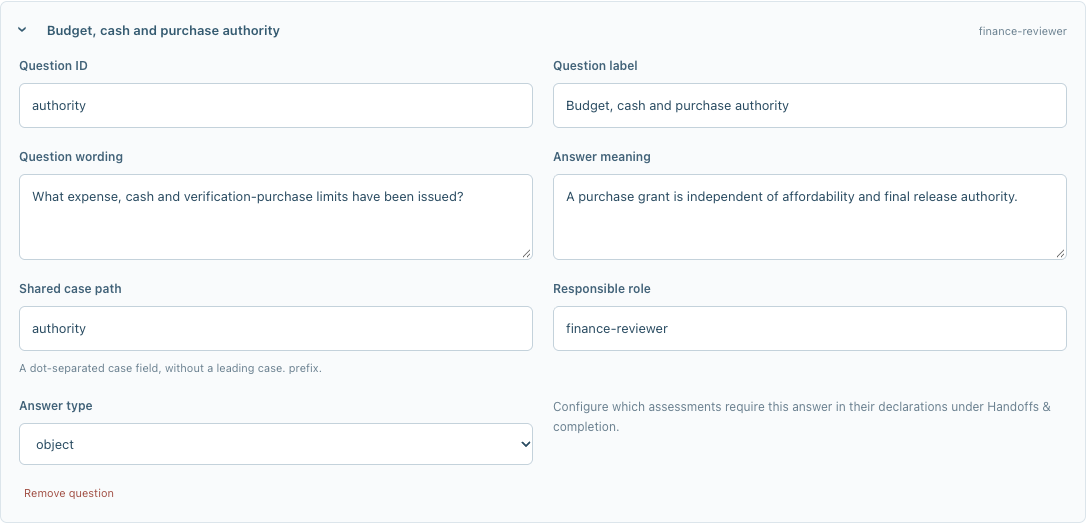 Budget, cash and purchase authority
finance-reviewer
Question ID
Question label
authority
Budget, cash and purchase authority
Question wording
Answer meaning
What expense, cash and verification-purchase limits have been issued?
A purchase grant is independent of affordability and final release authority.
Shared case path
Responsible role
authority
finance-reviewer
A dot-separated case field, without a leading case. prefix.
Answer type
Configure which assessments require this answer in their declarations under Handoffs &
completion.
object
Remove question